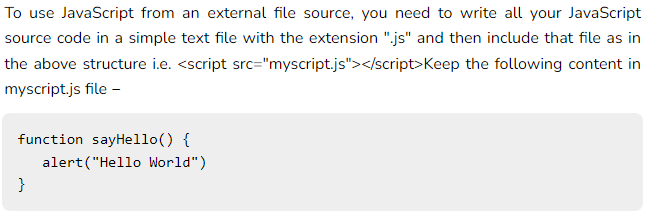 To use JavaScript from an external file source, you need to write all your JavaScript
source code in a simple text file with the extension ".js" and then include that file as in
the above structure i.e. <script src="myscript.js"></script>Keep the following content in
myscript.js file –
function sayHello() {
   alert("Hello World")
}